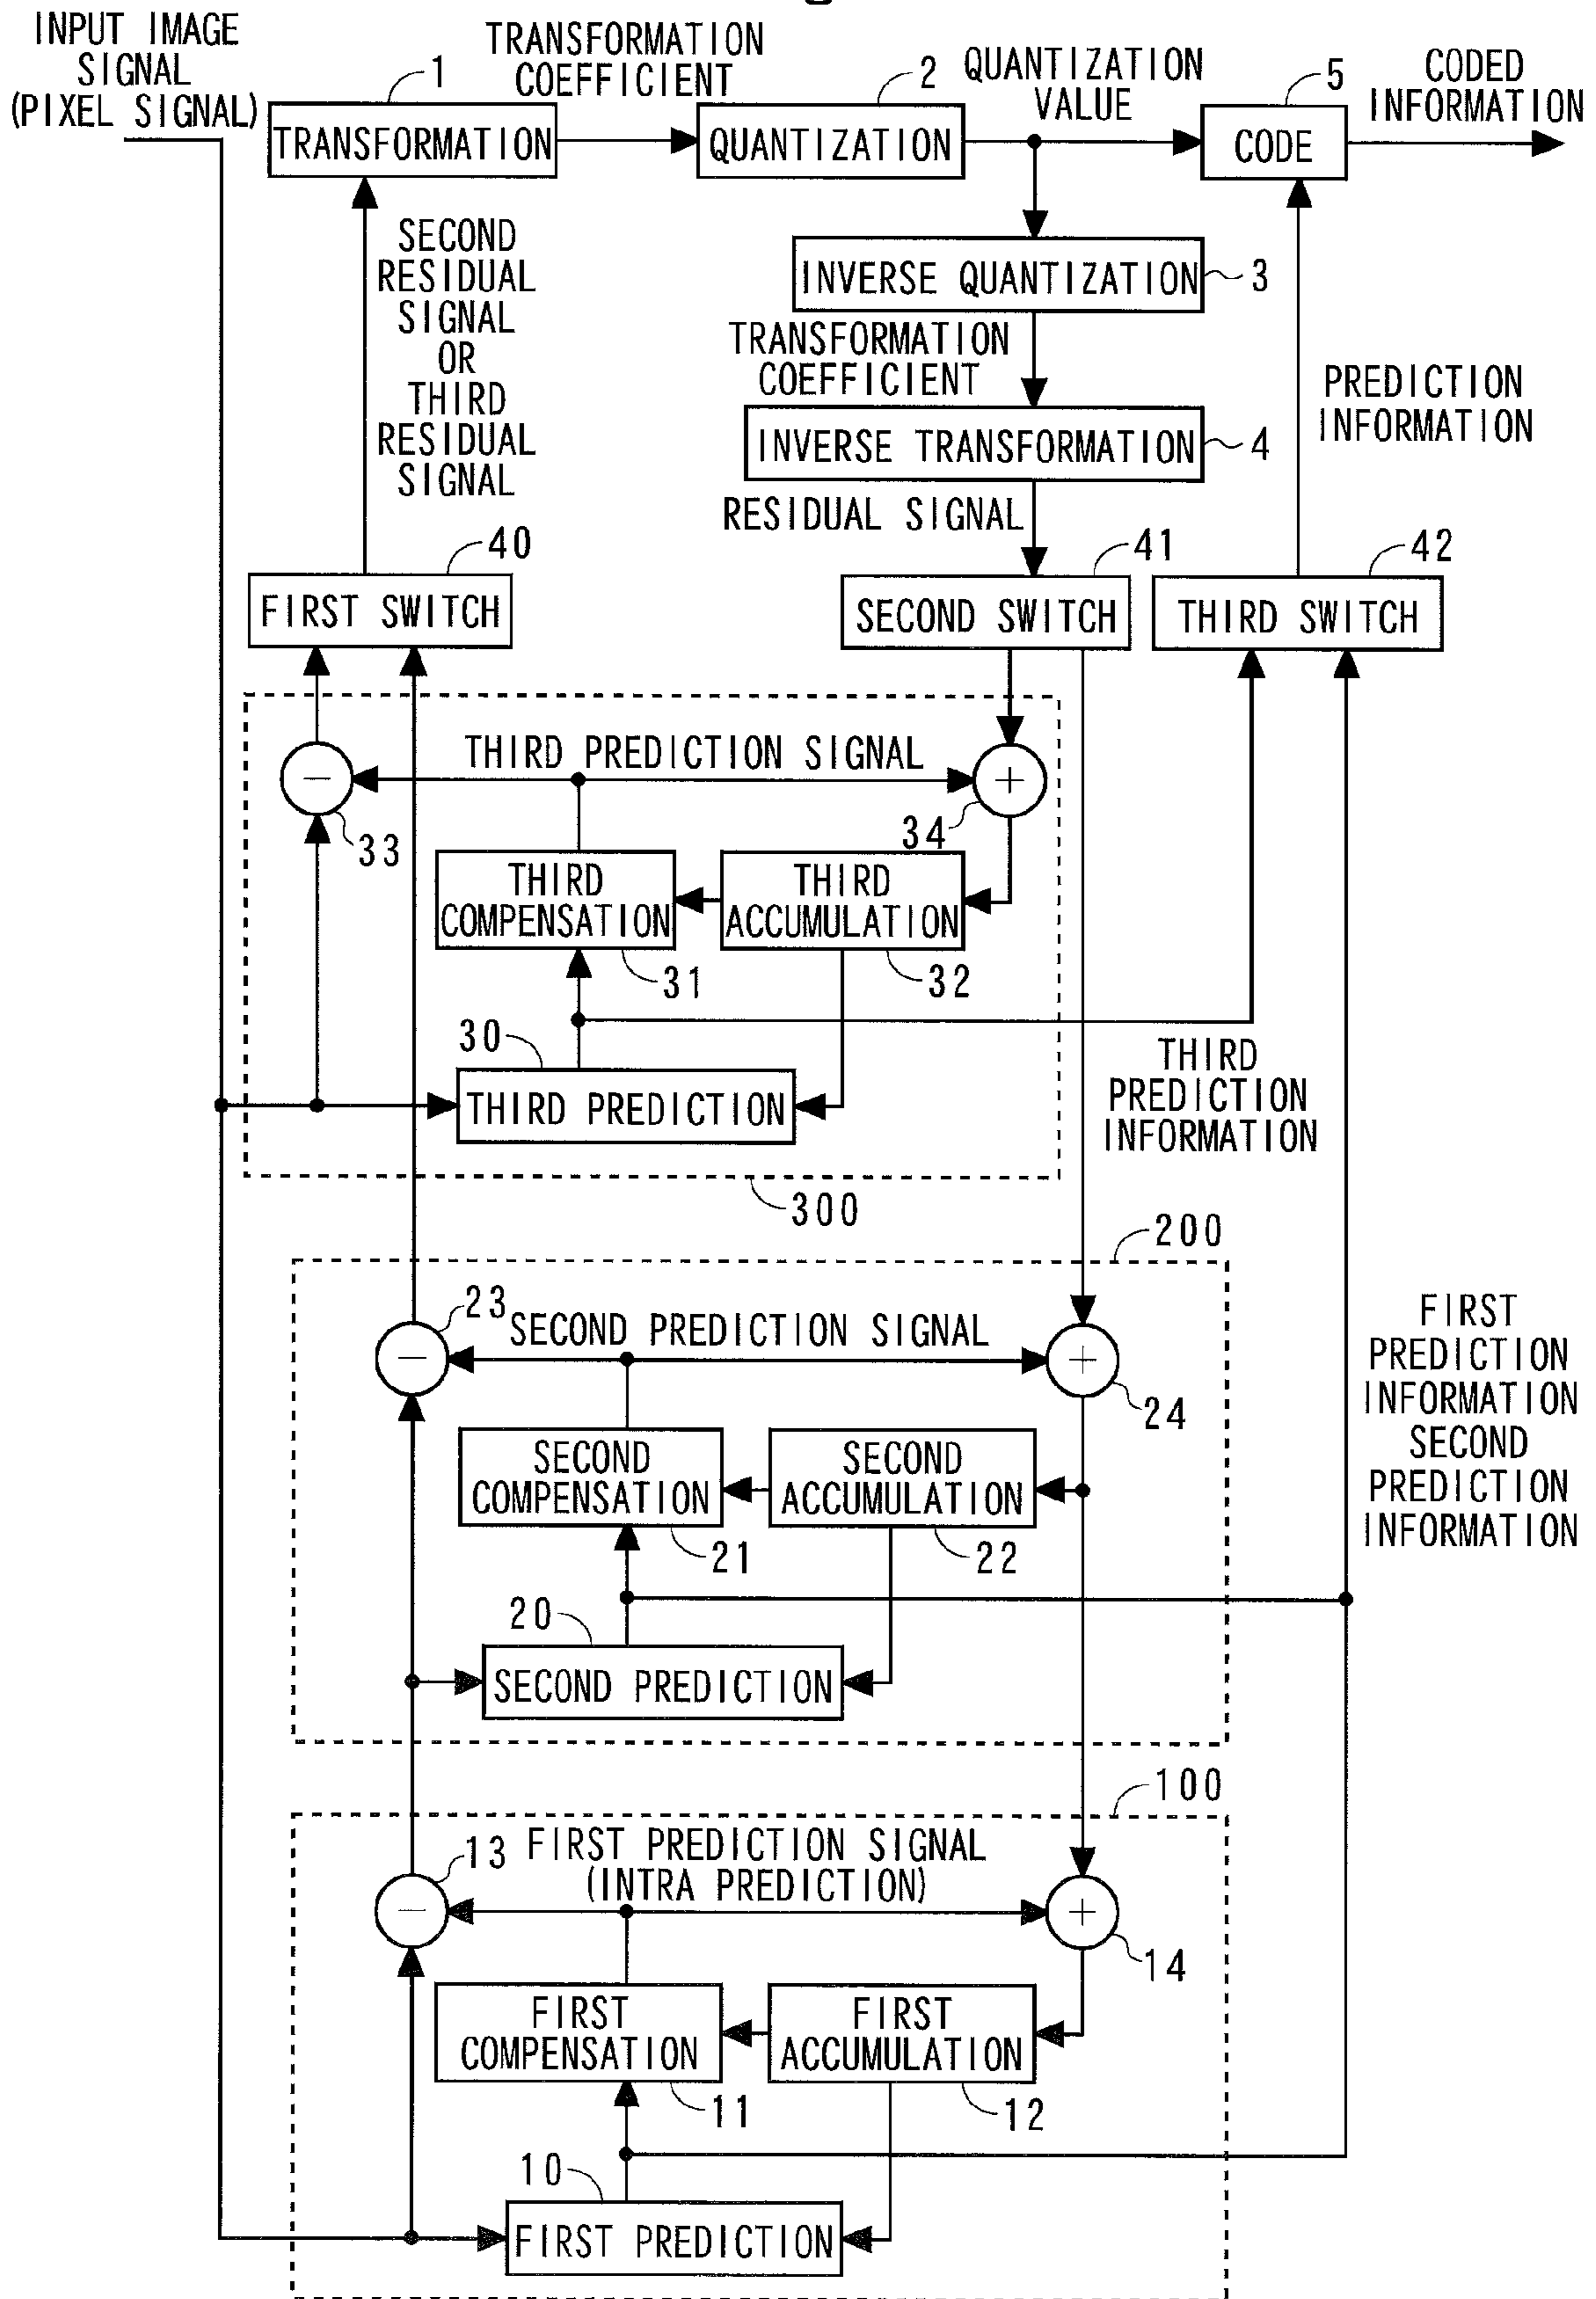 INPUT IMAGE
SIGNAL
(PIXEL SIGNAL)
TRANSFORMATION
COEFFICIENT
QUANTIZATION
VALUE
CODED
INFORMATION
1
2
5
TRANSFORMATION
QUANTIZATION
CODE
SECOND
RESIDUAL
SIGNAL
OR
THIRD
RESIDUAL
SIGNAL
INVERSE QUANTIZATION
3
TRANSFORMATION
COEFFICIENT
INVERSE TRANSFORMATION
4
RESIDUAL SIGNAL
PREDICTION
INFORMATION
40
41
42
FIRST SWITCH
SECOND SWITCH
THIRD SWITCH
THIRD PREDICTION SIGNAL
−
+
33
34
THIRD
COMPENSATION
THIRD
ACCUMULATION
31
32
30
THIRD PREDICTION
THIRD
PREDICTION
INFORMATION
300
200
23
SECOND PREDICTION SIGNAL
−
+
24
FIRST
PREDICTION
INFORMATION
SECOND
PREDICTION
INFORMATION
SECOND
COMPENSATION
SECOND
ACCUMULATION
21
22
20
SECOND PREDICTION
100
13
FIRST PREDICTION SIGNAL
(INTRA PREDICTION)
−
+
14
FIRST
COMPENSATION
FIRST
ACCUMULATION
11
12
10
FIRST PREDICTION